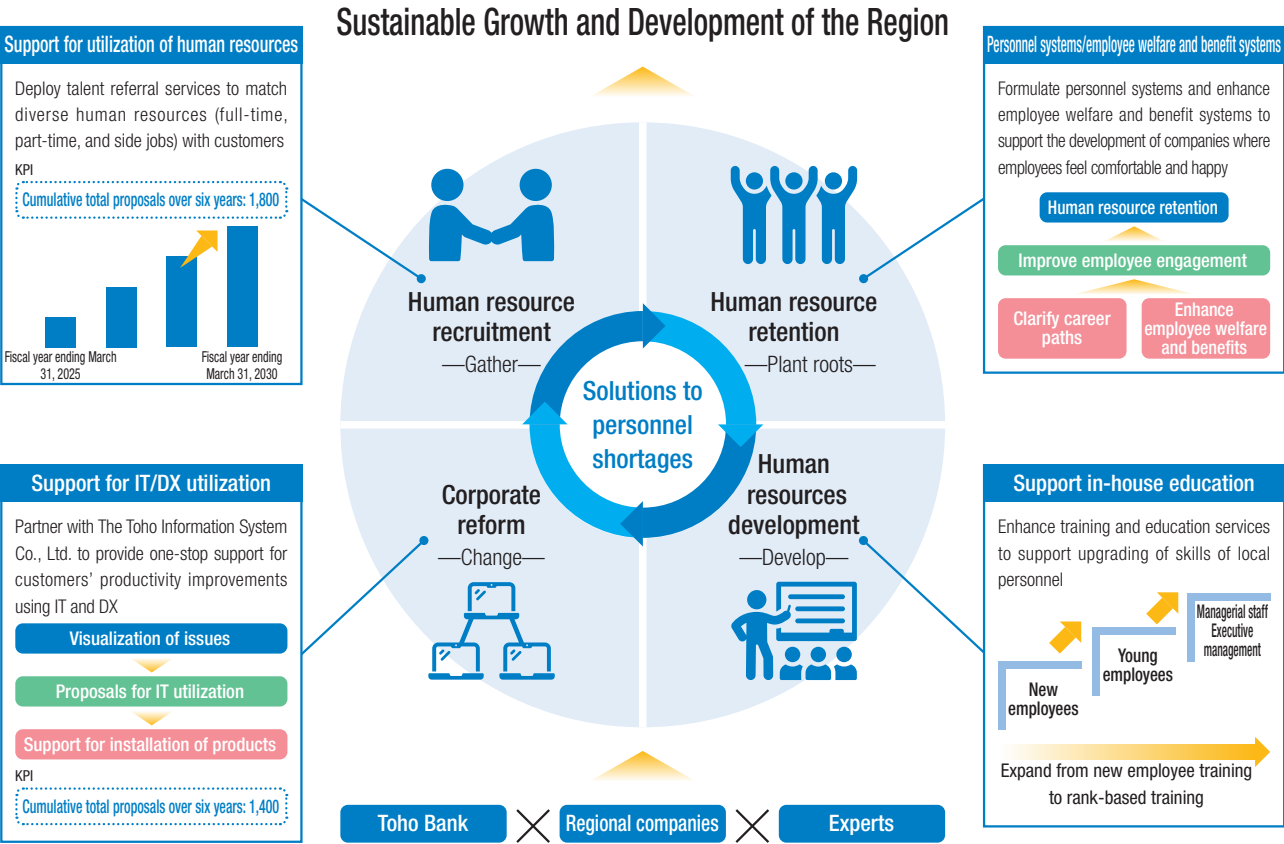 Sustainable Growth and Development of the Region
Support for utilization of human resources
Deploy talent referral services to match
diverse human resources (full-time,
part-time, and side jobs) with customers
KPI
Cumulative total proposals over six years: 1,800
Fiscal year ending March
31, 2025
Fiscal year ending
March 31, 2030
Personnel systems/employee welfare and benefit systems
Formulate personnel systems and enhance
employee welfare and benefit systems to
support the development of companies where
employees feel comfortable and happy
Human resource retention
Improve employee engagement
Clarify career
paths
Enhance
employee welfare
and benefits
Human resource
recruitment
—Gather—
Human resource
retention
—Plant roots—
Solutions to
personnel
shortages
Corporate
reform
—Change—
Human
resources
development
—Develop—
Support for IT/DX utilization
Partner with The Toho Information System
Co., Ltd. to provide one-stop support for
customers’ productivity improvements
using IT and DX
Visualization of issues
Proposals for IT utilization
Support for installation of products
KPI
Cumulative total proposals over six years: 1,400
Support in-house education
Enhance training and education services
to support upgrading of skills of local
personnel
New
employees
Young
employees
Managerial staff
Executive
management
Expand from new employee training
to rank-based training
Toho Bank
Regional companies
Experts